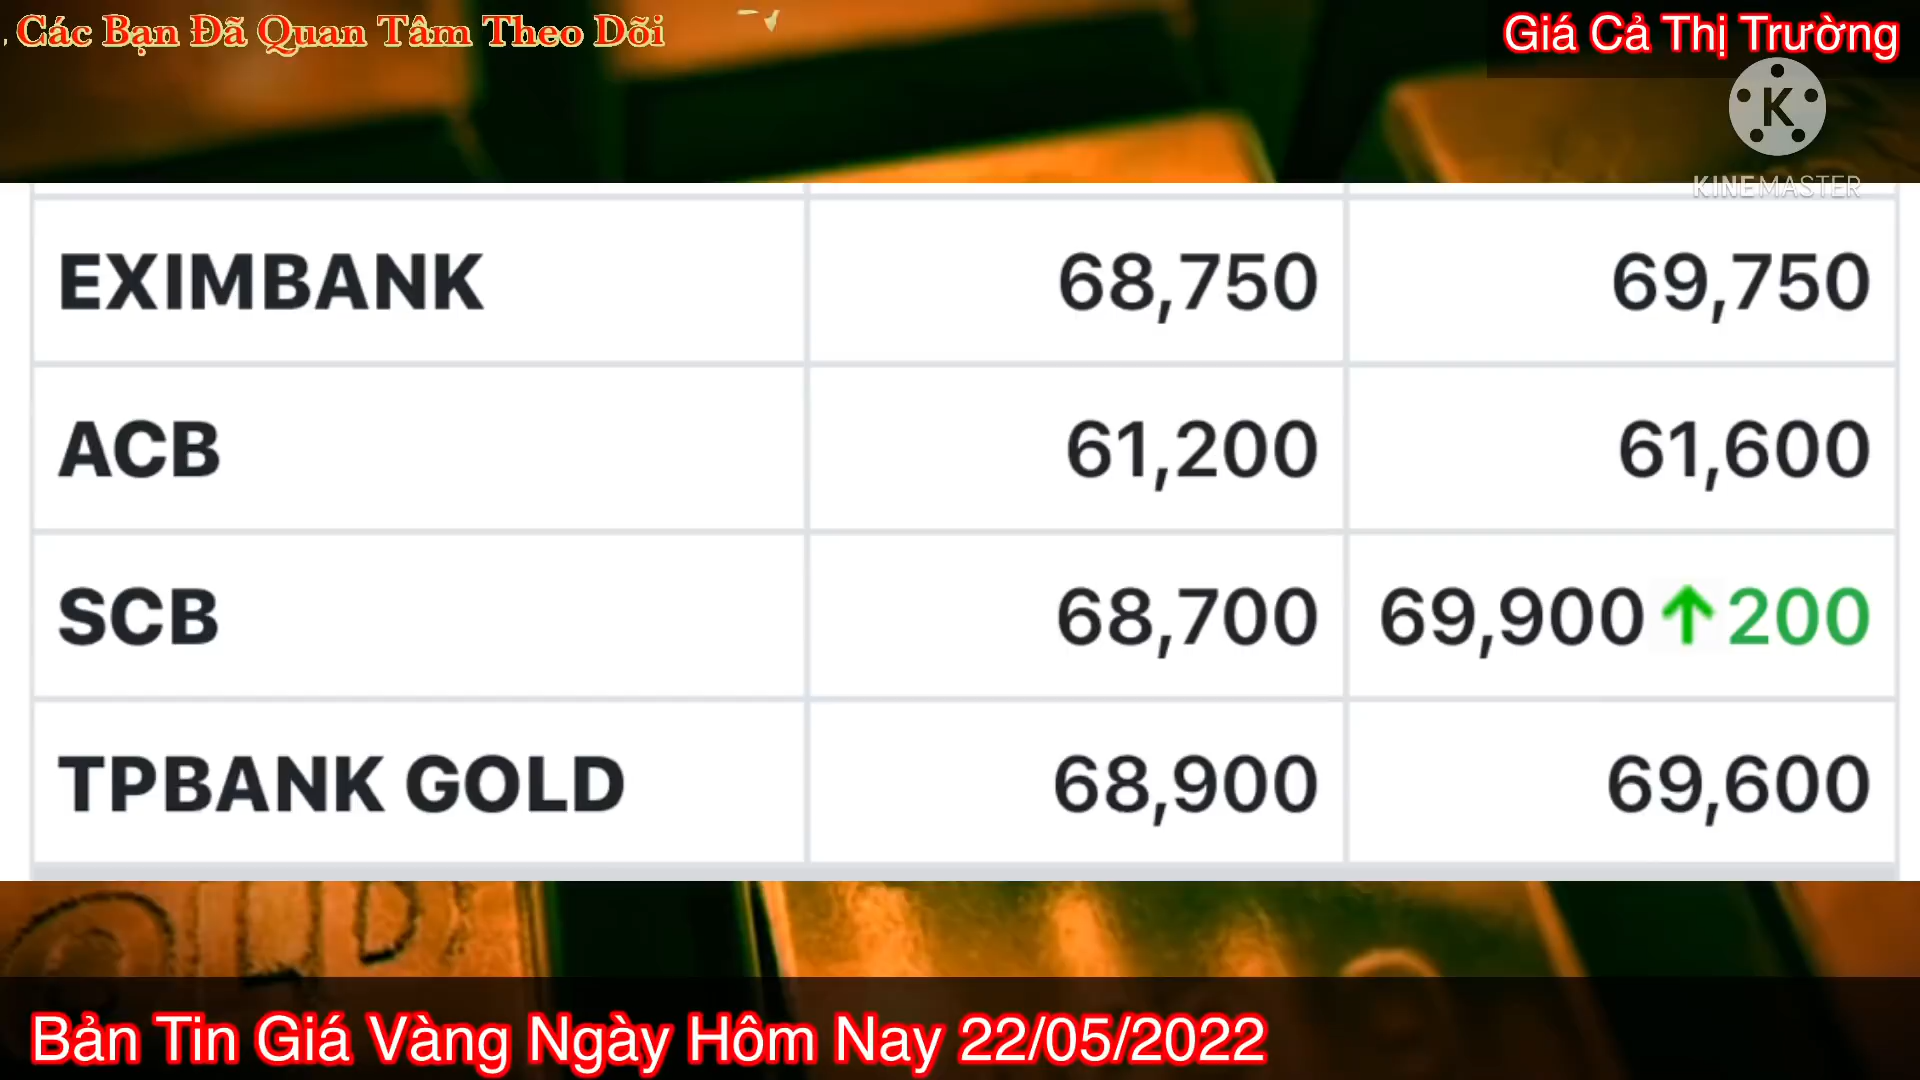 Các Bạn Đã Quan Tâm Theo Dõi
Giá Cả Thị Trường
K
KINEMASTER
EXIMBANK 68,750 69,750
ACB 61,200 61,600
SCB 68,700 69,900 ↑ 200
TPBANK GOLD 68,900 69,600
Bản Tin Giá Vàng Ngày Hôm Nay 22/05/2022